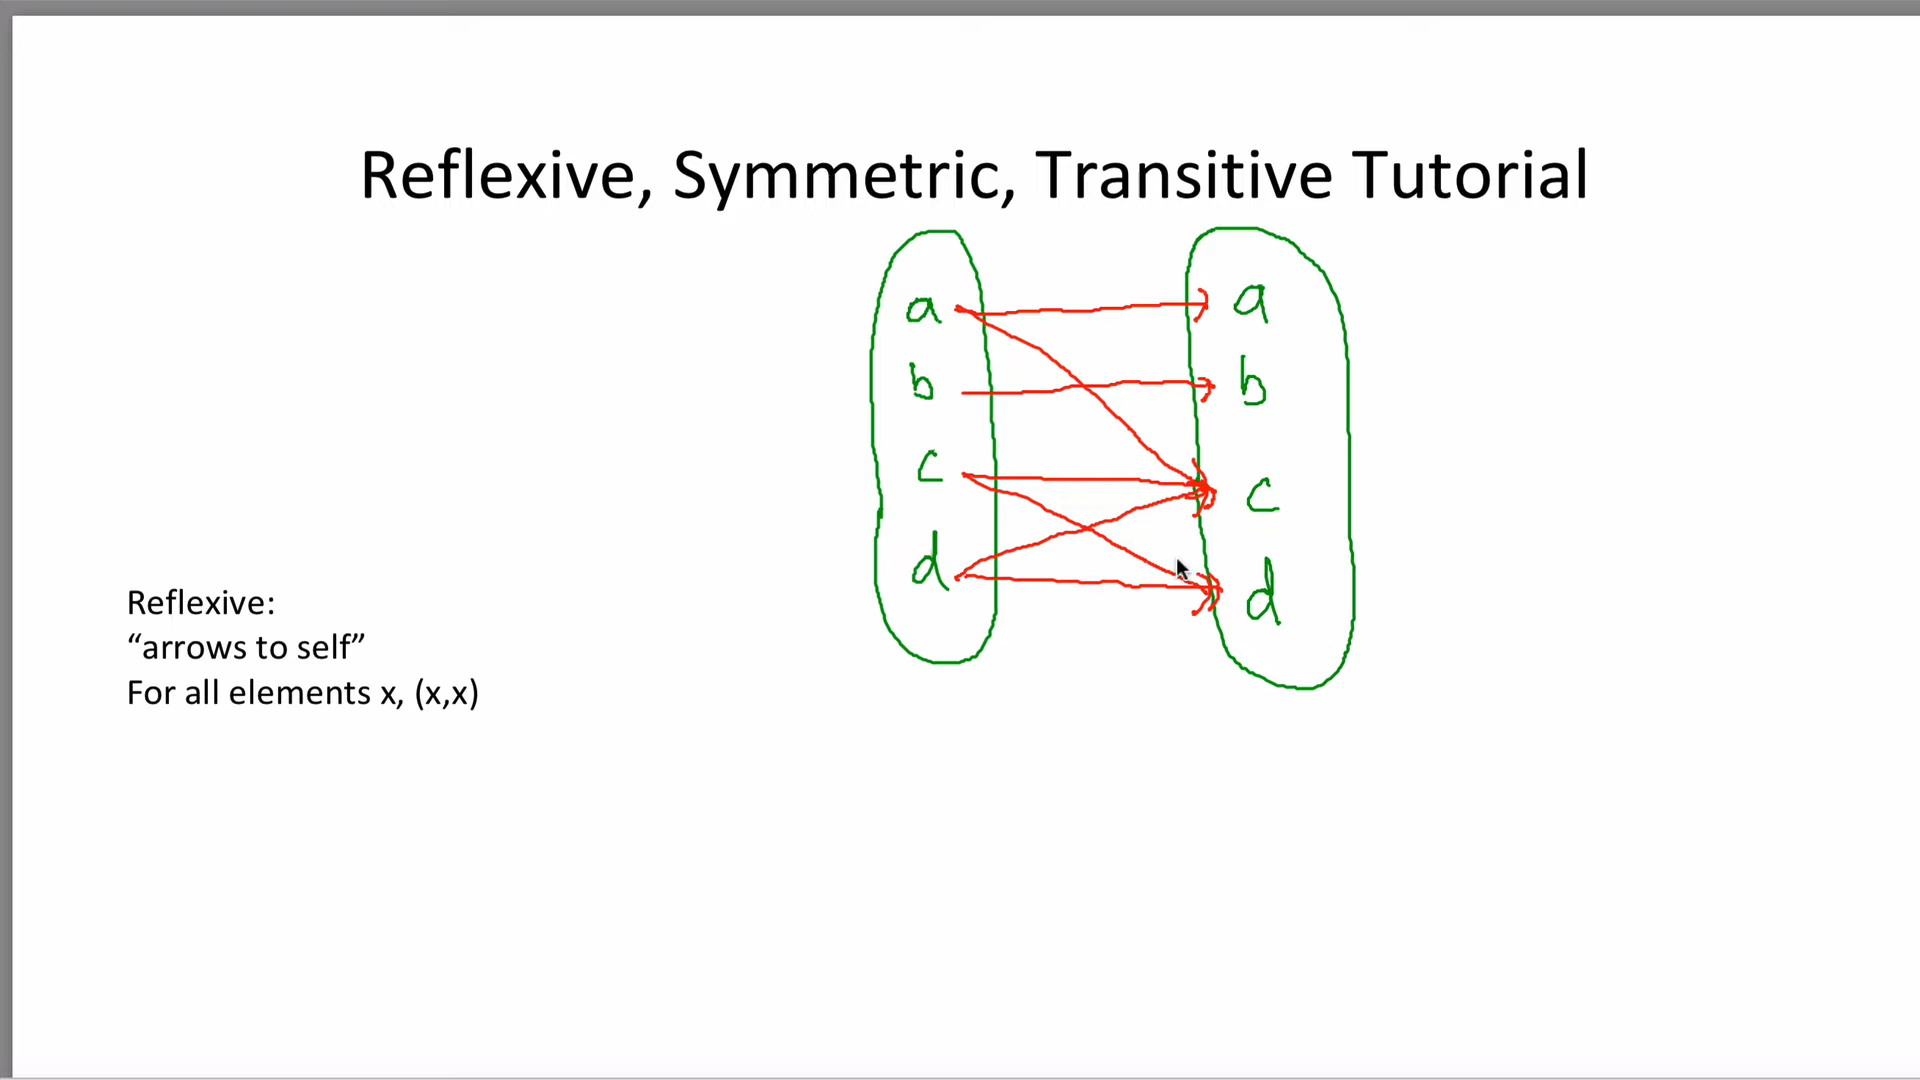 Reflexive, Symmetric, Transitive Tutorial
a a
b b
c c
d d
Reflexive:
“arrows to self”
For all elements x, (x,x)